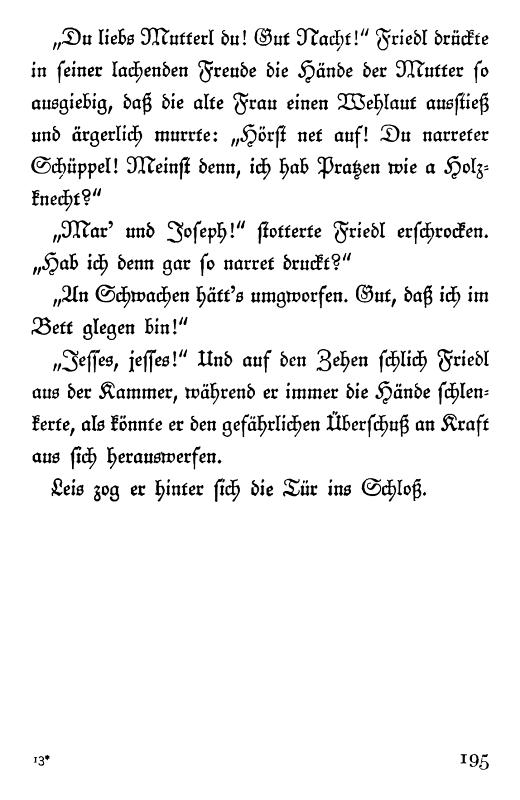 „Du liebs Mutterl du! Gut Nacht!“ Friedl drückte
in seiner lachenden Freude die Hände der Mutter so
ausgiebig, daß die alte Frau einen Wehlaut ausstieß
und ärgerlich murrte: „Hörst net auf! Du narreter
Schüppel! Meinst denn, ich hab Pratzen wie a Holz-
knecht?“
„Mar’ und Joseph!“ stotterte Friedl erschrocken.
„Hab ich denn gar so narret druckt?“
„An Schwachen hätt’s umgworfen. Gut, daß ich im
Bett glegen bin!“
„Jesses, jesses!“ Und auf den Zehen schlich Friedl
aus der Kammer, während er immer die Hände schlen-
kerte, als könnte er den gefährlichen Überschuß an Kraft
aus sich herauswerfen.
Leis zog er hinter sich die Tür ins Schloß.
13* 195